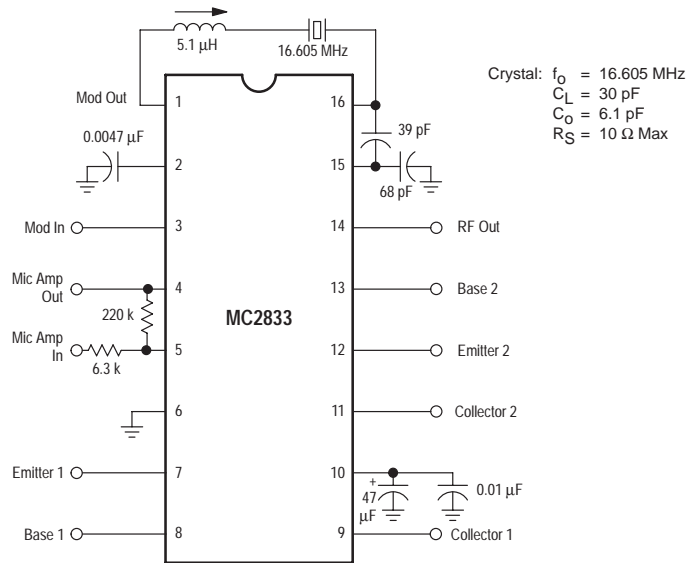 5.1 μH
16.605 MHz
Crystal: fo = 16.605 MHz
CL = 30 pF
CO = 6.1 pF
RS = 10 Ω Max
Mod Out
1
16
39 pF
0.0047 μF
2
15
68 pF
Mod In
3
14
RF Out
Mic Amp
Out
4
13
Base 2
220 k
MC2833
Mic Amp
In
5
12
Emitter 2
6.3 k
6
11
Collector 2
Emitter 1
7
10
+
47
μF
0.01 μF
Base 1
8
9
Collector 1